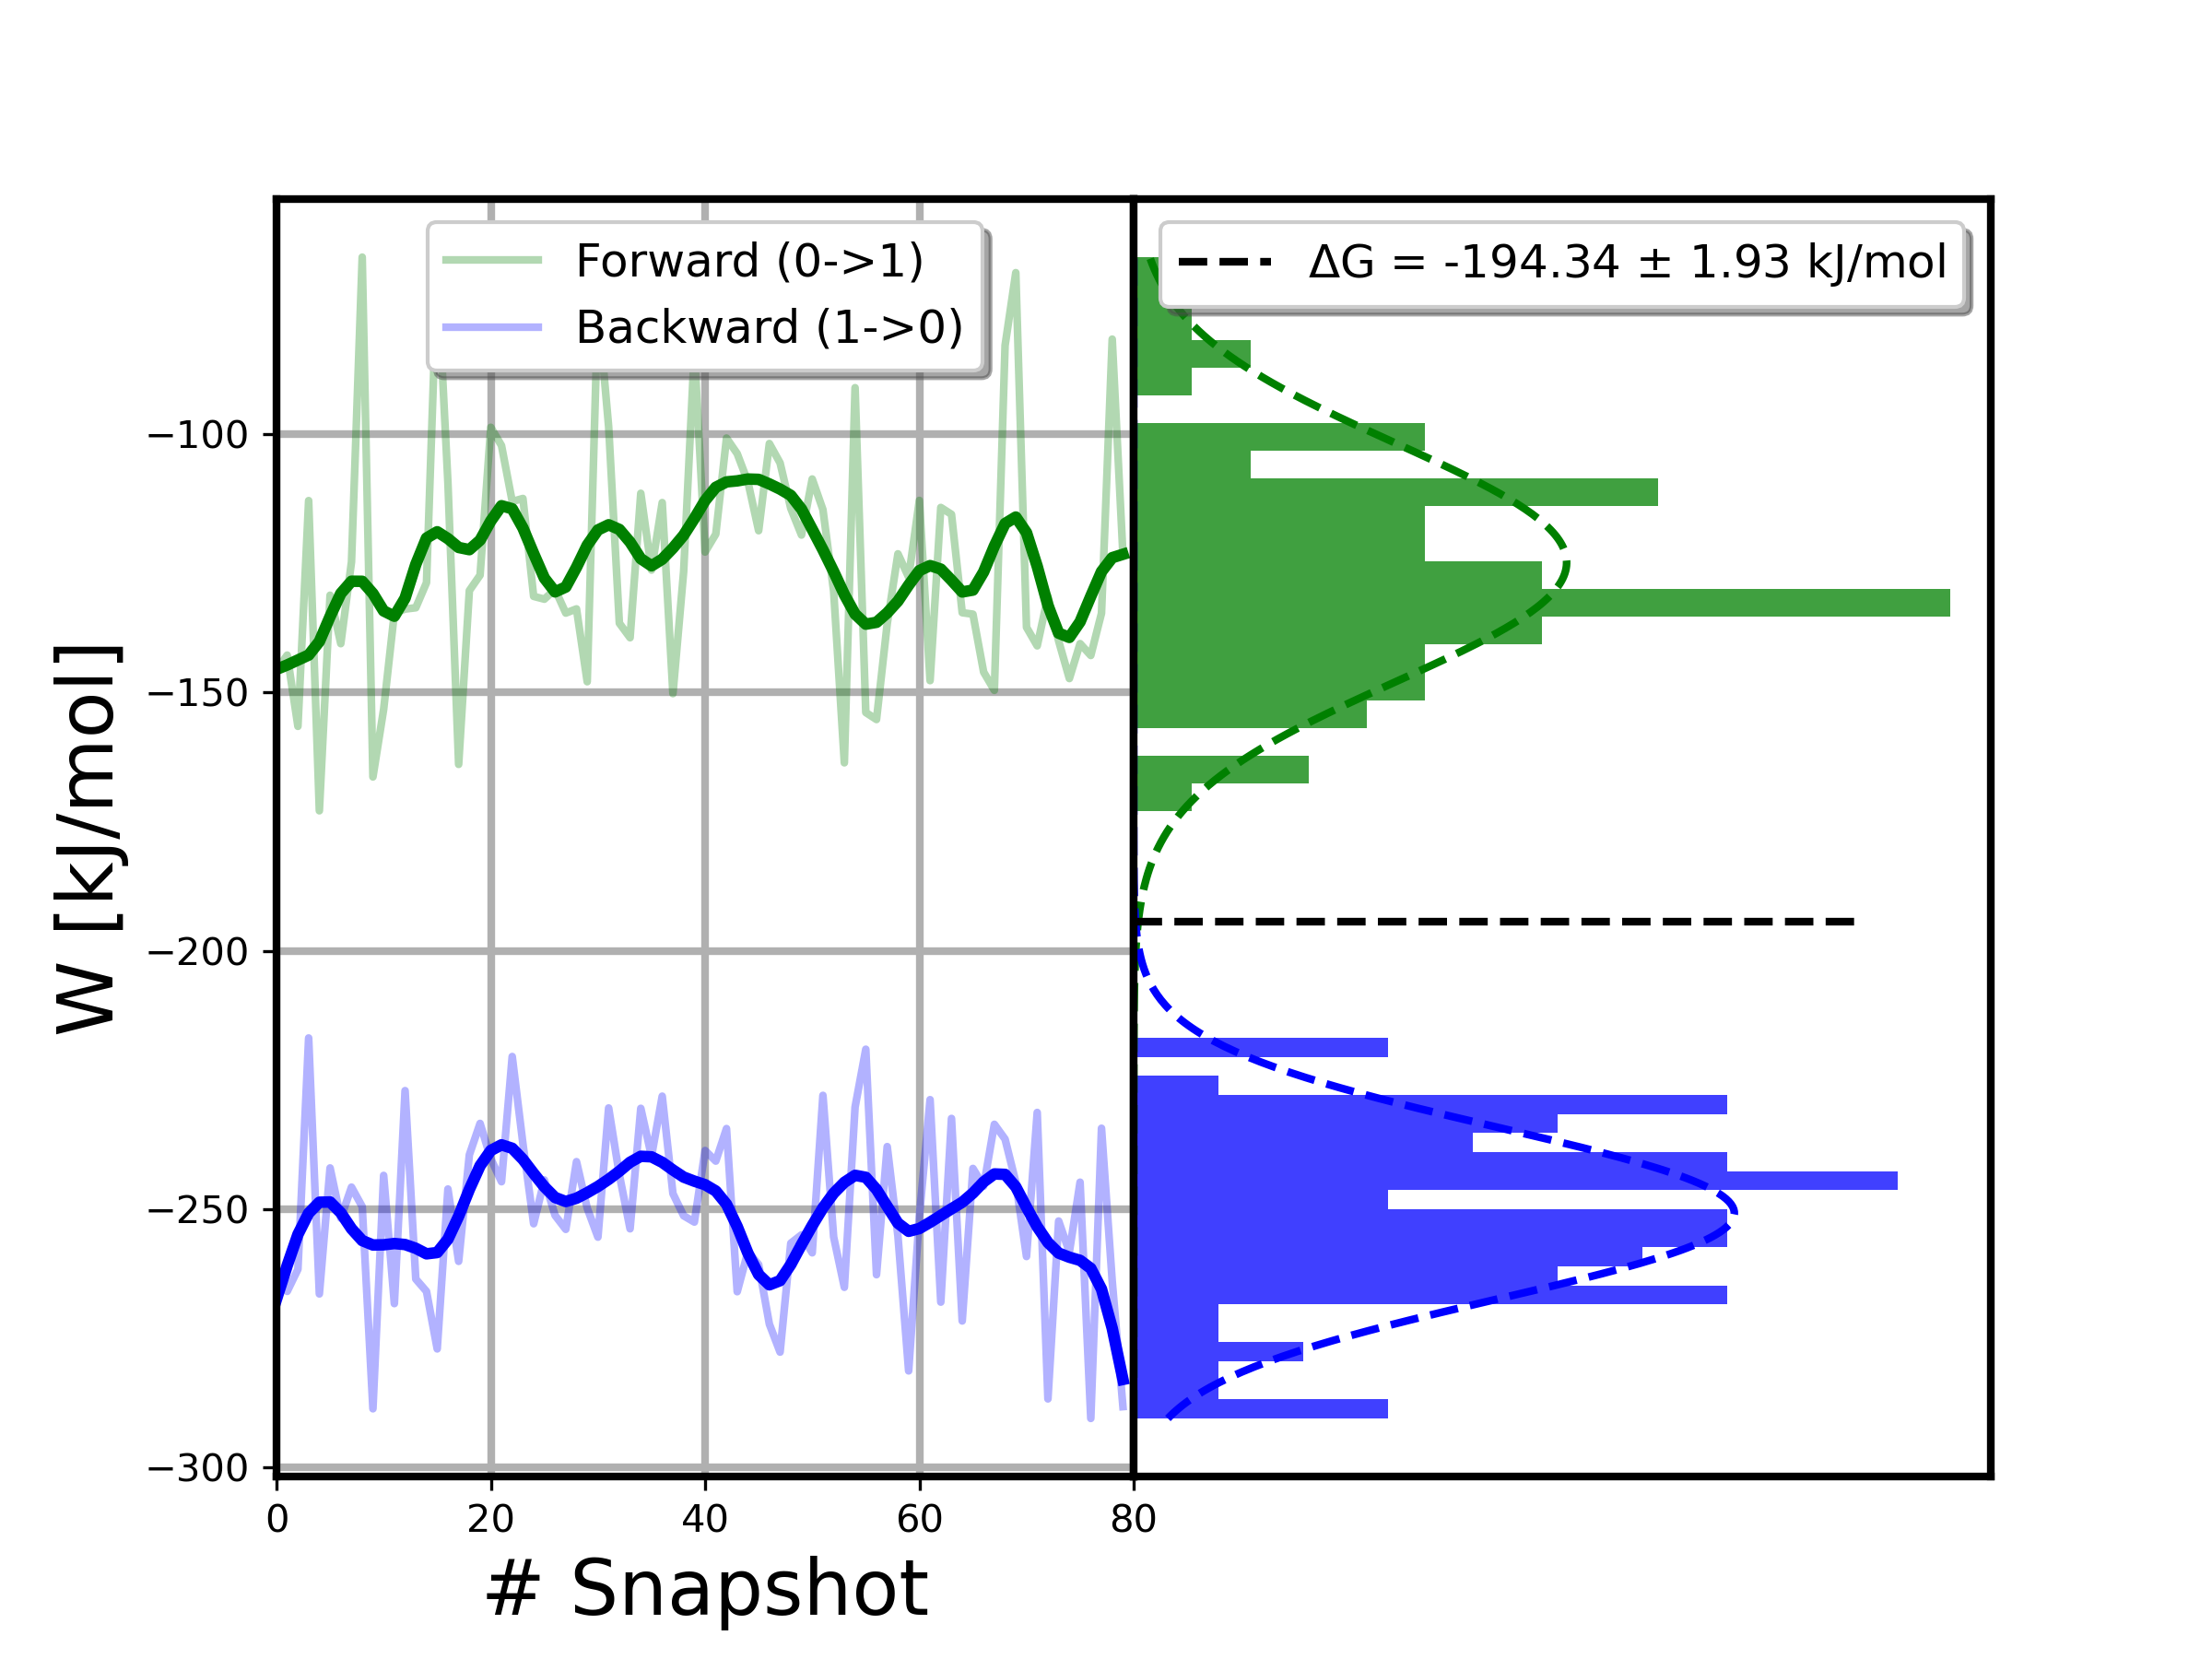 Forward (0->1)
Backward (1->0)
ΔG = -194.34 ± 1.93 kJ/mol
W [kJ/mol]
−100
−150
−200
−250
−300
0 20 40 60 80
# Snapshot